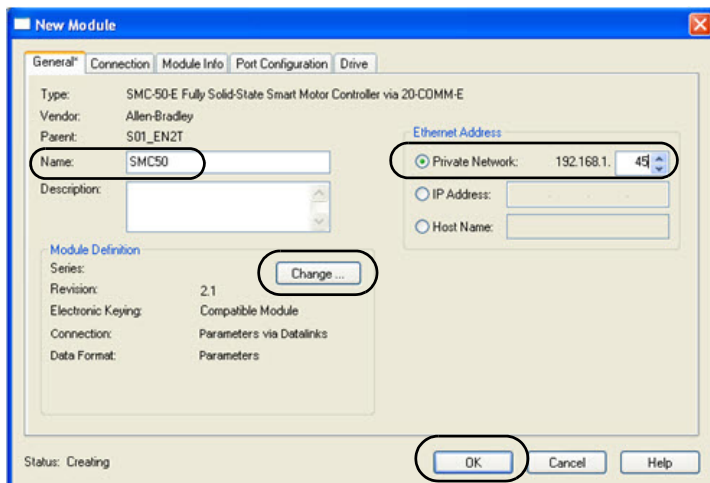 New Module
General* Connection Module Info Port Configuration Drive
Type: SMC-50-E Fully Solid-State Smart Motor Controller via 20-COMM-E
Vendor: Allen-Bradley
Parent: S01_EN2T
Name: SMC50
Description:
Ethernet Address
Private Network: 192.168.1. 45
IP Address:
Host Name:
Module Definition
Series:
Change ...
Revision: 2.1
Electronic Keying: Compatible Module
Connection: Parameters via Datalinks
Data Format: Parameters
Status: Creating
OK Cancel Help